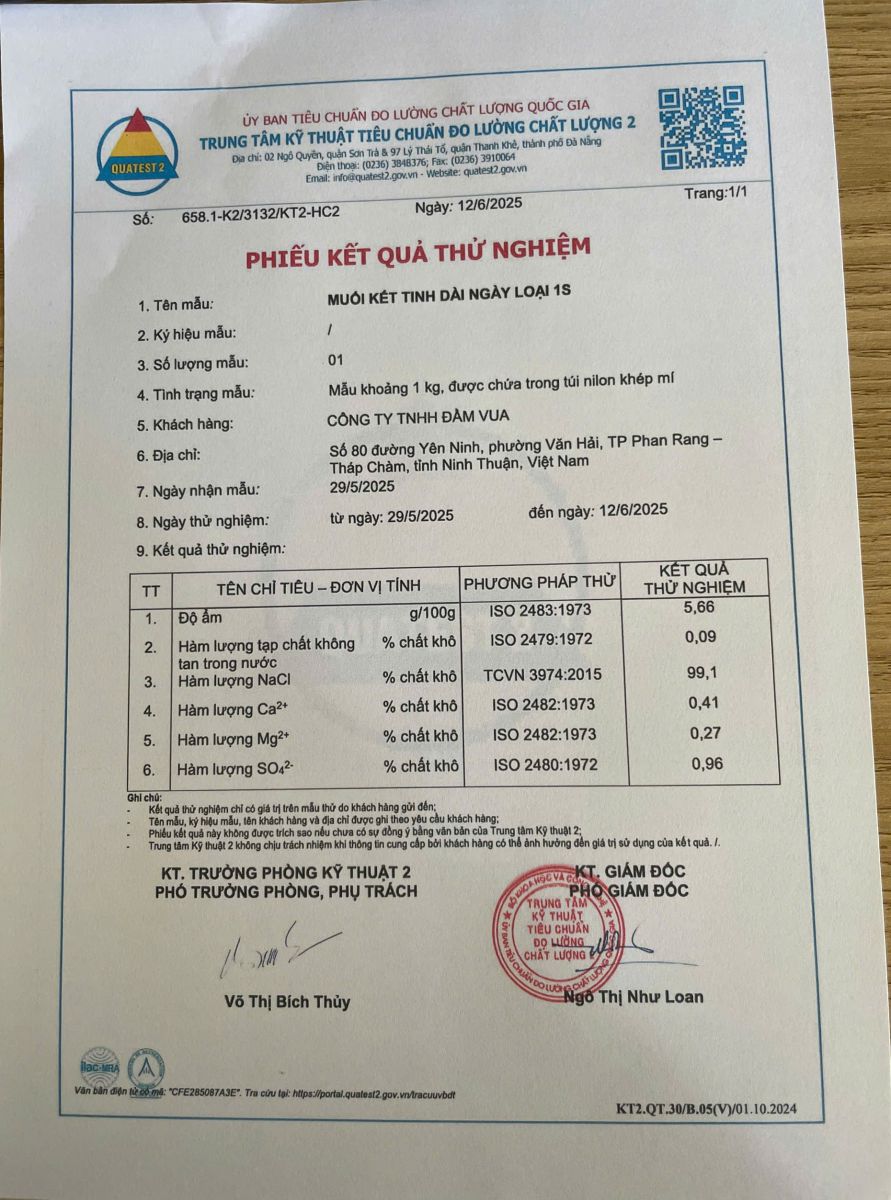 QUATEST 2
ỦY BAN TIÊU CHUẨN ĐO LƯỜNG CHẤT LƯỢNG QUỐC GIA
TRUNG TÂM KỸ THUẬT TIÊU CHUẨN ĐO LƯỜNG CHẤT LƯỢNG 2
Địa chỉ: 02 Ngô Quyền, quận Sơn Trà & 97 Lý Thái Tổ, quận Thanh Khê, thành phố Đà Nẵng
Điện thoại: (0236) 3848376; Fax: (0236) 3910064
Email: info@quatest2.gov.vn - Website: quatest2.gov.vn
Số: 658.1-K2/3132/KT2-HC2 Ngày: 12/6/2025 Trang:1/1
PHIẾU KẾT QUẢ THỬ NGHIỆM
1. Tên mẫu: MUỐI KẾT TINH DÀI NGÀY LOẠI 1S
2. Ký hiệu mẫu: /
3. Số lượng mẫu: 01
4. Tình trạng mẫu: Mẫu khoảng 1 kg, được chứa trong túi nilon khép mí
5. Khách hàng: CÔNG TY TNHH ĐẦM VUA
6. Địa chỉ: Số 80 đường Yên Ninh, phường Văn Hải, TP Phan Rang –
Tháp Chàm, tỉnh Ninh Thuận, Việt Nam
7. Ngày nhận mẫu: 29/5/2025
8. Ngày thử nghiệm: từ ngày: 29/5/2025 đến ngày: 12/6/2025
9. Kết quả thử nghiệm:
TT TÊN CHỈ TIÊU – ĐƠN VỊ TÍNH PHƯƠNG PHÁP THỬ KẾT QUẢ
THỬ NGHIỆM
1. Độ ẩm g/100g ISO 2483:1973 5,66
2. Hàm lượng tạp chất không % chất khô ISO 2479:1972 0,09
tan trong nước
3. Hàm lượng NaCl % chất khô TCVN 3974:2015 99,1
4. Hàm lượng Ca²⁺ % chất khô ISO 2482:1973 0,41
5. Hàm lượng Mg²⁺ % chất khô ISO 2482:1973 0,27
6. Hàm lượng SO₄²⁻ % chất khô ISO 2480:1972 0,96
Ghi chú:
- Kết quả thử nghiệm chỉ có giá trị trên mẫu thử do khách hàng gửi đến;
- Tên mẫu, ký hiệu mẫu, tên khách hàng và địa chỉ được ghi theo yêu cầu khách hàng;
- Phiếu kết quả này không được trích sao nếu chưa có sự đồng ý bằng văn bản của Trung tâm Kỹ thuật 2;
- Trung tâm Kỹ thuật 2 không chịu trách nhiệm khi thông tin cung cấp bởi khách hàng có thể ảnh hưởng đến giá trị sử dụng của kết quả. /.
KT. TRƯỞNG PHÒNG KỸ THUẬT 2 KT. GIÁM ĐỐC
PHÓ TRƯỞNG PHÒNG, PHỤ TRÁCH PHÓ GIÁM ĐỐC
TRUNG TÂM
KỸ THUẬT
TIÊU CHUẨN
ĐO LƯỜNG
CHẤT LƯỢNG 2
Võ Thị Bích Thủy Ngô Thị Như Loan
ilac-MRA
Văn bản điện tử có mã: "CFE285087A3E". Tra cứu tại: https://portal.quatest2.gov.vn/tracuuvbdt
KT2.QT.30/B.05(V)/01.10.2024